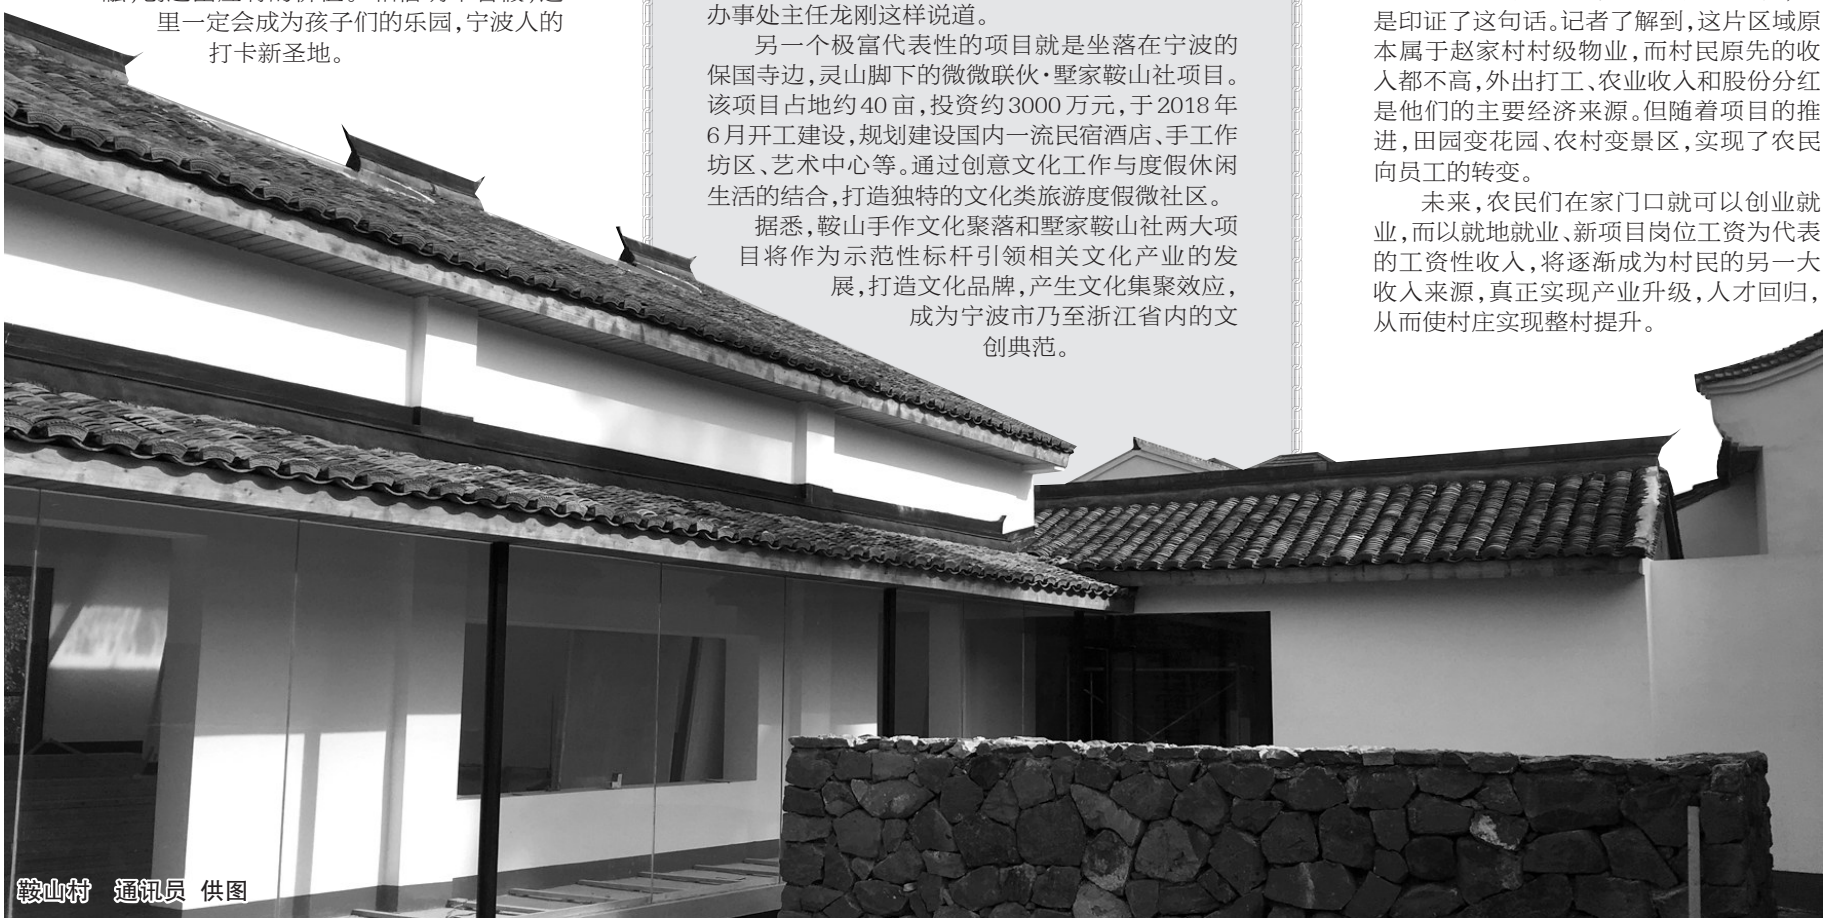 里一定会成为孩子们的乐园,宁波人的
打卡新圣地。
办事处主任龙刚这样说道。
另一个极富代表性的项目就是坐落在宁波的
保国寺边,灵山脚下的微微联伙·墅家鞍山社项目。
该项目占地约40亩,投资约3000万元,于2018年
6月开工建设,规划建设国内一流民宿酒店、手工作
坊区、艺术中心等。通过创意文化工作与度假休闲
生活的结合,打造独特的文化类旅游度假微社区。
据悉,鞍山手作文化聚落和墅家鞍山社两大项
目将作为示范性标杆引领相关文化产业的发
展,打造文化品牌,产生文化集聚效应,
成为宁波市乃至浙江省内的文
创典范。
是印证了这句话。记者了解到,这片区域原
本属于赵家村村级物业,而村民原先的收
入都不高,外出打工、农业收入和股份分红
是他们的主要经济来源。但随着项目的推
进,田园变花园、农村变景区,实现了农民
向员工的转变。
未来,农民们在家门口就可以创业就
业,而以就地就业、新项目岗位工资为代表
的工资性收入,将逐渐成为村民的另一大
收入来源,真正实现产业升级,人才回归,
从而使村庄实现整村提升。
鞍山村 通讯员 供图